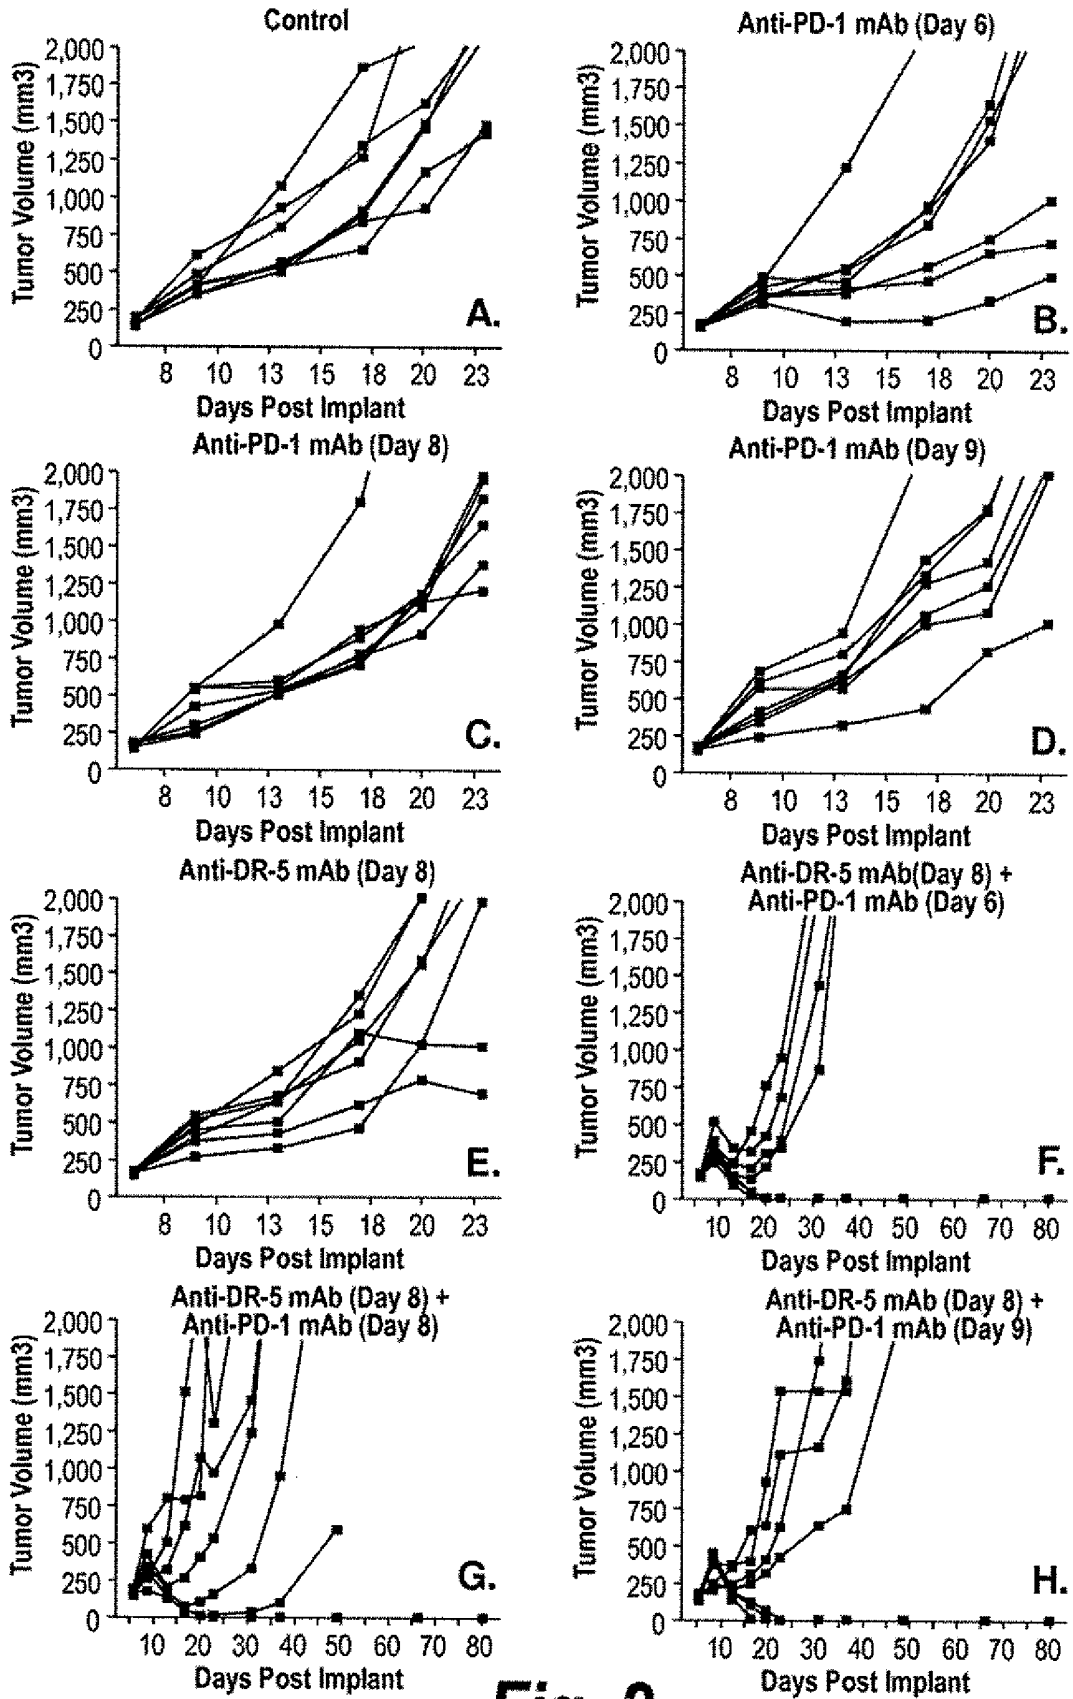 Control
Tumor Volume (mm3)
2,000
1,750
1,500
1,250
1,000
750
500
250
0
A.
8 10 13 15 18 20 23
Days Post Implant
Anti-PD-1 mAb (Day 6)
Tumor Volume (mm3)
2,000
1,750
1,500
1,250
1,000
750
500
250
0
B.
8 10 13 15 18 20 23
Days Post Implant
Anti-PD-1 mAb (Day 8)
Tumor Volume (mm3)
2,000
1,750
1,500
1,250
1,000
750
500
250
0
C.
8 10 13 15 18 20 23
Days Post Implant
Anti-PD-1 mAb (Day 9)
Tumor Volume (mm3)
2,000
1,750
1,500
1,250
1,000
750
500
250
0
D.
8 10 13 15 18 20 23
Days Post Implant
Anti-DR-5 mAb (Day 8)
Tumor Volume (mm3)
2,000
1,750
1,500
1,250
1,000
750
500
250
0
E.
8 10 13 15 18 20 23
Days Post Implant
Anti-DR-5 mAb(Day 8) +
Anti-PD-1 mAb (Day 6)
Tumor Volume (mm3)
2,000
1,750
1,500
1,250
1,000
750
500
250
0
F.
10 20 30 40 50 60 70 80
Days Post Implant
Anti-DR-5 mAb (Day 8) +
Anti-PD-1 mAb (Day 8)
Tumor Volume (mm3)
2,000
1,750
1,500
1,250
1,000
750
500
250
0
G.
10 20 30 40 50 60 70 80
Days Post Implant
Anti-DR-5 mAb (Day 8) +
Anti-PD-1 mAb (Day 9)
Tumor Volume (mm3)
2,000
1,750
1,500
1,250
1,000
750
500
250
0
H.
10 20 30 40 50 60 70 80
Days Post Implant